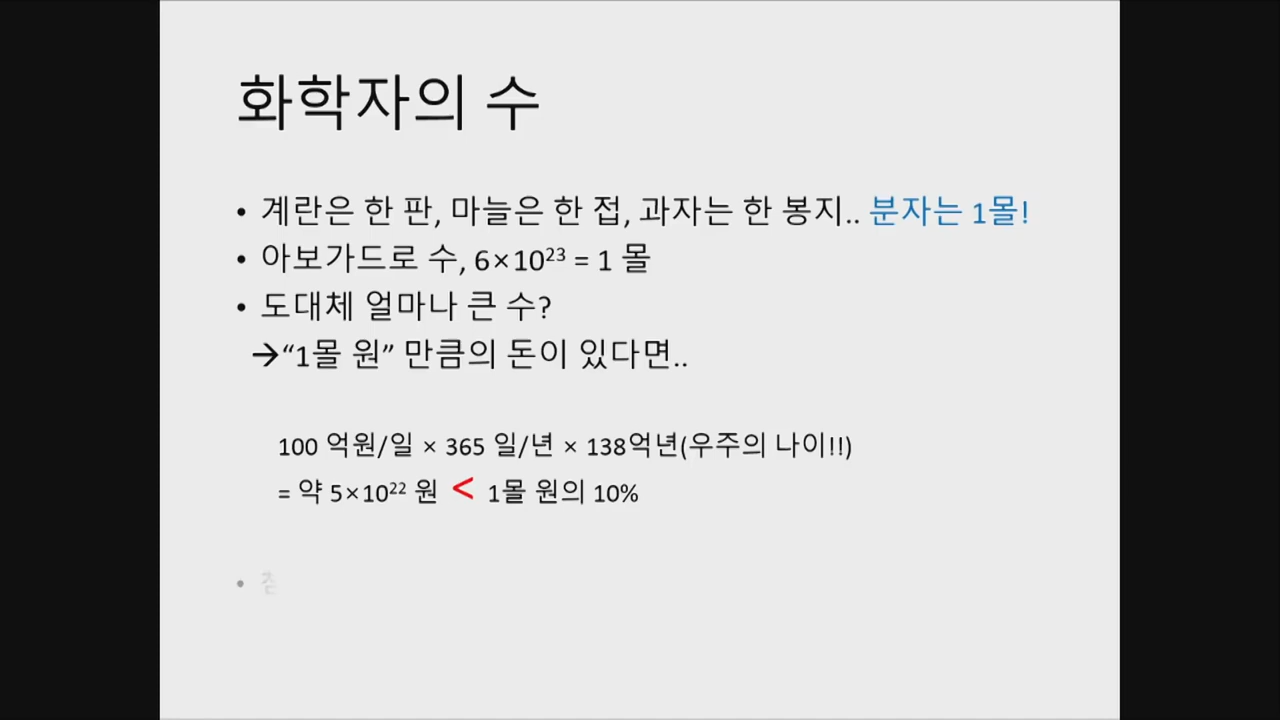 화학자의 수
• 계란은 한 판, 마늘은 한 접, 과자는 한 봉지.. 분자는 1몰!
• 아보가드로 수, 6×10²³ = 1 몰
• 도대체 얼마나 큰 수?
→“1몰 원” 만큼의 돈이 있다면..
100 억원/일 × 365 일/년 × 138억년(우주의 나이!!)
= 약 5×10²² 원 < 1몰 원의 10%